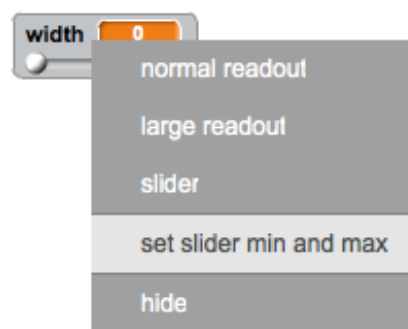 width 0
normal readout
large readout
slider
set slider min and max
hide